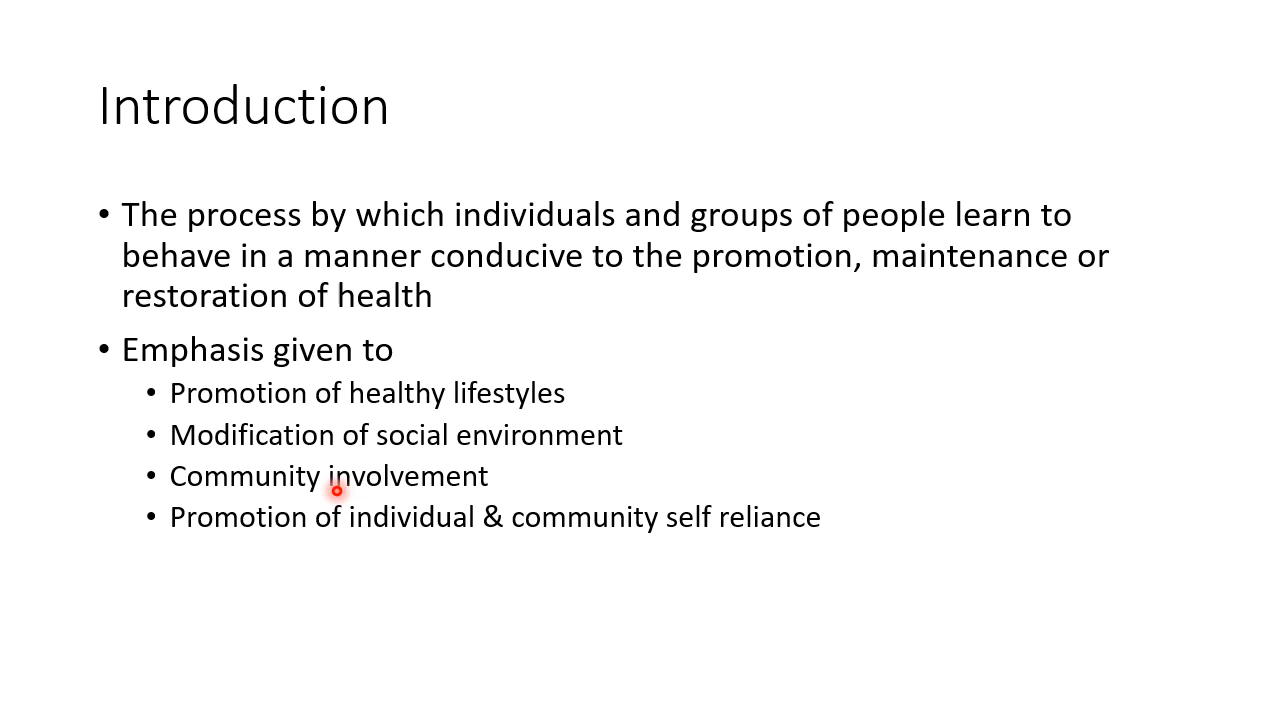 Introduction
• The process by which individuals and groups of people learn to
behave in a manner conducive to the promotion, maintenance or
restoration of health
• Emphasis given to
• Promotion of healthy lifestyles
• Modification of social environment
• Community involvement
• Promotion of individual & community self reliance